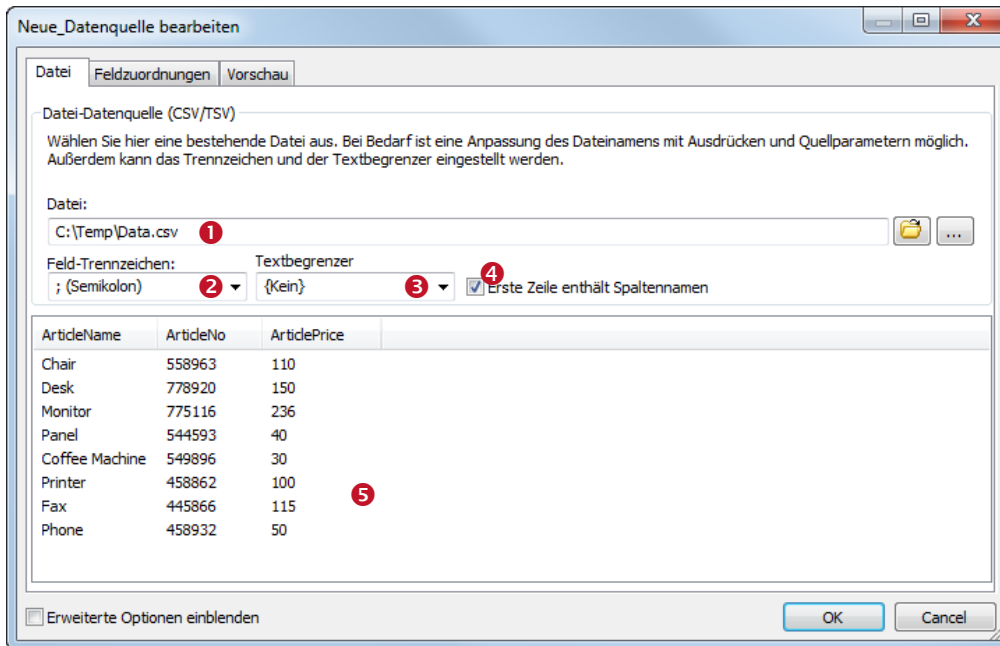 Neue_Datenquelle bearbeiten
Datei Feldzuordnungen Vorschau
Datei-Datenquelle (CSV/TSV)
Wählen Sie hier eine bestehende Datei aus. Bei Bedarf ist eine Anpassung des Dateinamens mit Ausdrücken und Quellparametern möglich.
Außerdem kann das Trennzeichen und der Textbegrenzer eingestellt werden.
Datei:
C:\Temp\Data.csv 1
...
Feld-Trennzeichen: Textbegrenzer
; (Semikolon) 2 {Kein} 3 4 Erste Zeile enthält Spaltennamen
ArticleName ArticleNo ArticlePrice
Chair 558963 110
Desk 778920 150
Monitor 775116 236
Panel 544593 40
Coffee Machine 549896 30
Printer 458862 100
5
Fax 445866 115
Phone 458932 50
Erweiterte Optionen einblenden OK Cancel